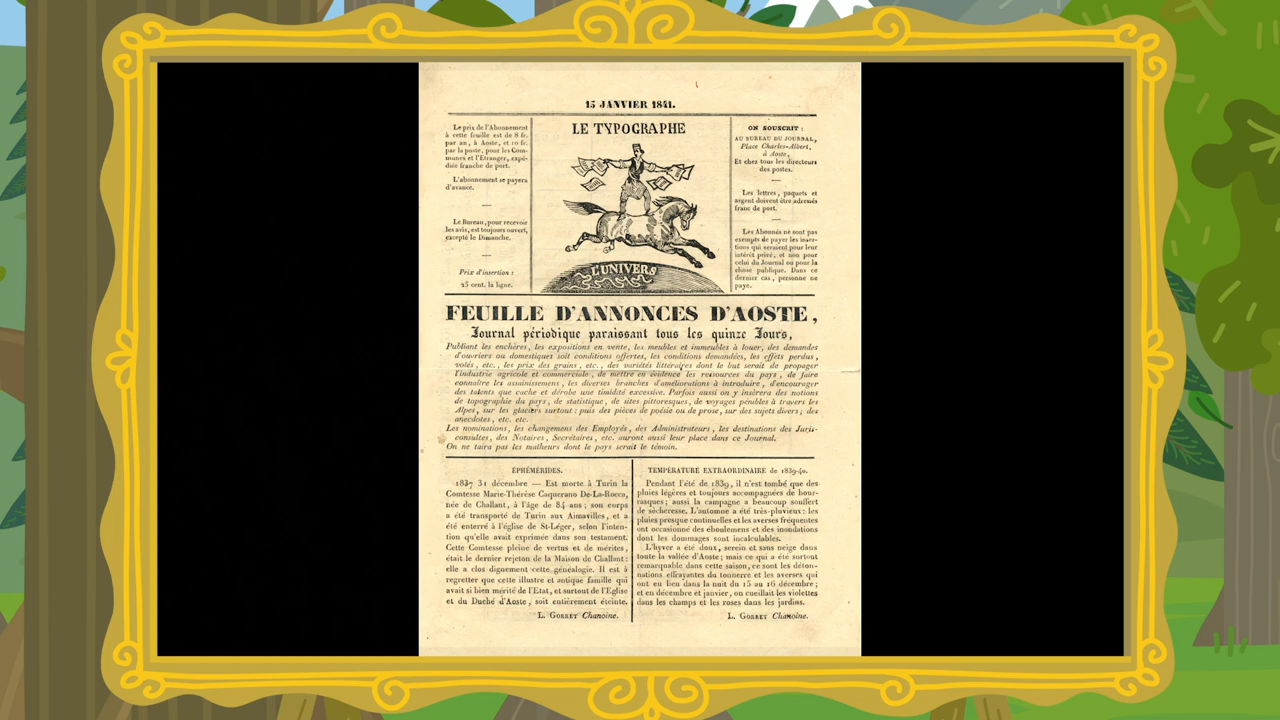 15 JANVIER 1841.
Le prix de l'Abonnement
à cette feuille est de 8 fr.
par an, à Aoste, et 10 fr.
par la poste, pour les Com-
munes et l'Etranger, expé-
diée franche de port.
L'abonnement se payera
d'avance.
Le Bureau, pour recevoir
les avis, est toujours ouvert,
excepté le Dimanche.
Prix d'insertion :
25 cent. la ligne.
LE TYPOGRAPHE
L'UNIVERS
ON SOUSCRIT :
AU BUREAU DU JOURNAL,
Place Charles-Albert,
à Aoste,
Et chez tous les directeurs
des postes.
Les lettres, paquets et
argent doivent être adressés
franc de port.
Les Abonnés ne sont pas
exempts de payer les inser-
tions qui seraient pour leur
intérêt privé, et non pour
celui du Journal ou pour la
chose publique. Dans ce
dernier cas, personne ne
paye.
FEUILLE D'ANNONCES D'AOSTE,
Journal périodique paraissant tous les quinze Jours,
Publiant les enchères, les expositions en vente, les meubles et immeubles à louer, des demandes
d'ouvriers ou domestiques soit conditions offertes, les conditions demandées, les effets perdus,
volés, etc., les prix des grains, etc., des variétés littéraires dont le but serait de propager
l'industrie agricole et commerciale, de mettre en évidence les ressources du pays, de faire
connaître les assainissemens, les diverses branches d'améliorations à introduire, d'encourager
des talents que cache et dérobe une timidité excessive. Parfois aussi on y insèrera des notions
de topographie du pays, de statistique, de sites pittoresques, de voyages pénibles à travers les
Alpes, sur les glaciers surtout : puis des pièces de poésie ou de prose, sur des sujets divers; des
anecdotes, etc. etc.
Les nominations, les changemens des Employés, des Administrateurs, les destinations des Juris-
consultes, des Notaires, Secrétaires, etc. auront aussi leur place dans ce Journal.
On ne taira pas les malheurs dont le pays serait le témoin.
ÉPHÉMÉRIDES.
1837 31 décembre — Est morte à Turin la
Comtesse Marie-Thérèse Caquerano De-La-Rocca,
née de Challant, à l'âge de 84 ans; son corps
a été transporté de Turin aux Aimavilles, et a
été enterré à l'église de St-Léger, selon l'inten-
tion qu'elle avait exprimée dans son testament.
Cette Comtesse pleine de vertus et de mérites,
était le dernier rejeton de la Maison de Challant :
elle a clos dignement cette généalogie. Il est à
regretter que cette illustre et antique famille qui
avait si bien mérité de l'Etat, et surtout de l'Eglise
et du Duché d'Aoste, soit entièrement éteinte.
L. GORRET Chanoine.
TEMPÉRATURE EXTRAORDINAIRE de 1839-40.
Pendant l'été de 1839, il n'est tombé que des
pluies légères et toujours accompagnées de bour-
rasques; aussi la campagne a beaucoup souffert
de sécheresse. L'automne a été très-pluvieux : les
pluies presque continuelles et les averses fréquentes
ont occasionné des éboulemens et des inondations
dont les dommages sont incalculables.
L'hyver a été doux, serein et sans neige dans
toute la vallée d'Aoste; mais ce qui a été surtout
remarquable dans cette saison, ce sont les déton-
nations effrayantes du tonnerre et les averses qui
ont eu lieu dans la nuit du 15 au 16 décembre;
et en décembre et janvier, on cueillait les violettes
dans les champs et les roses dans les jardins.
L. GORRET Chanoine.